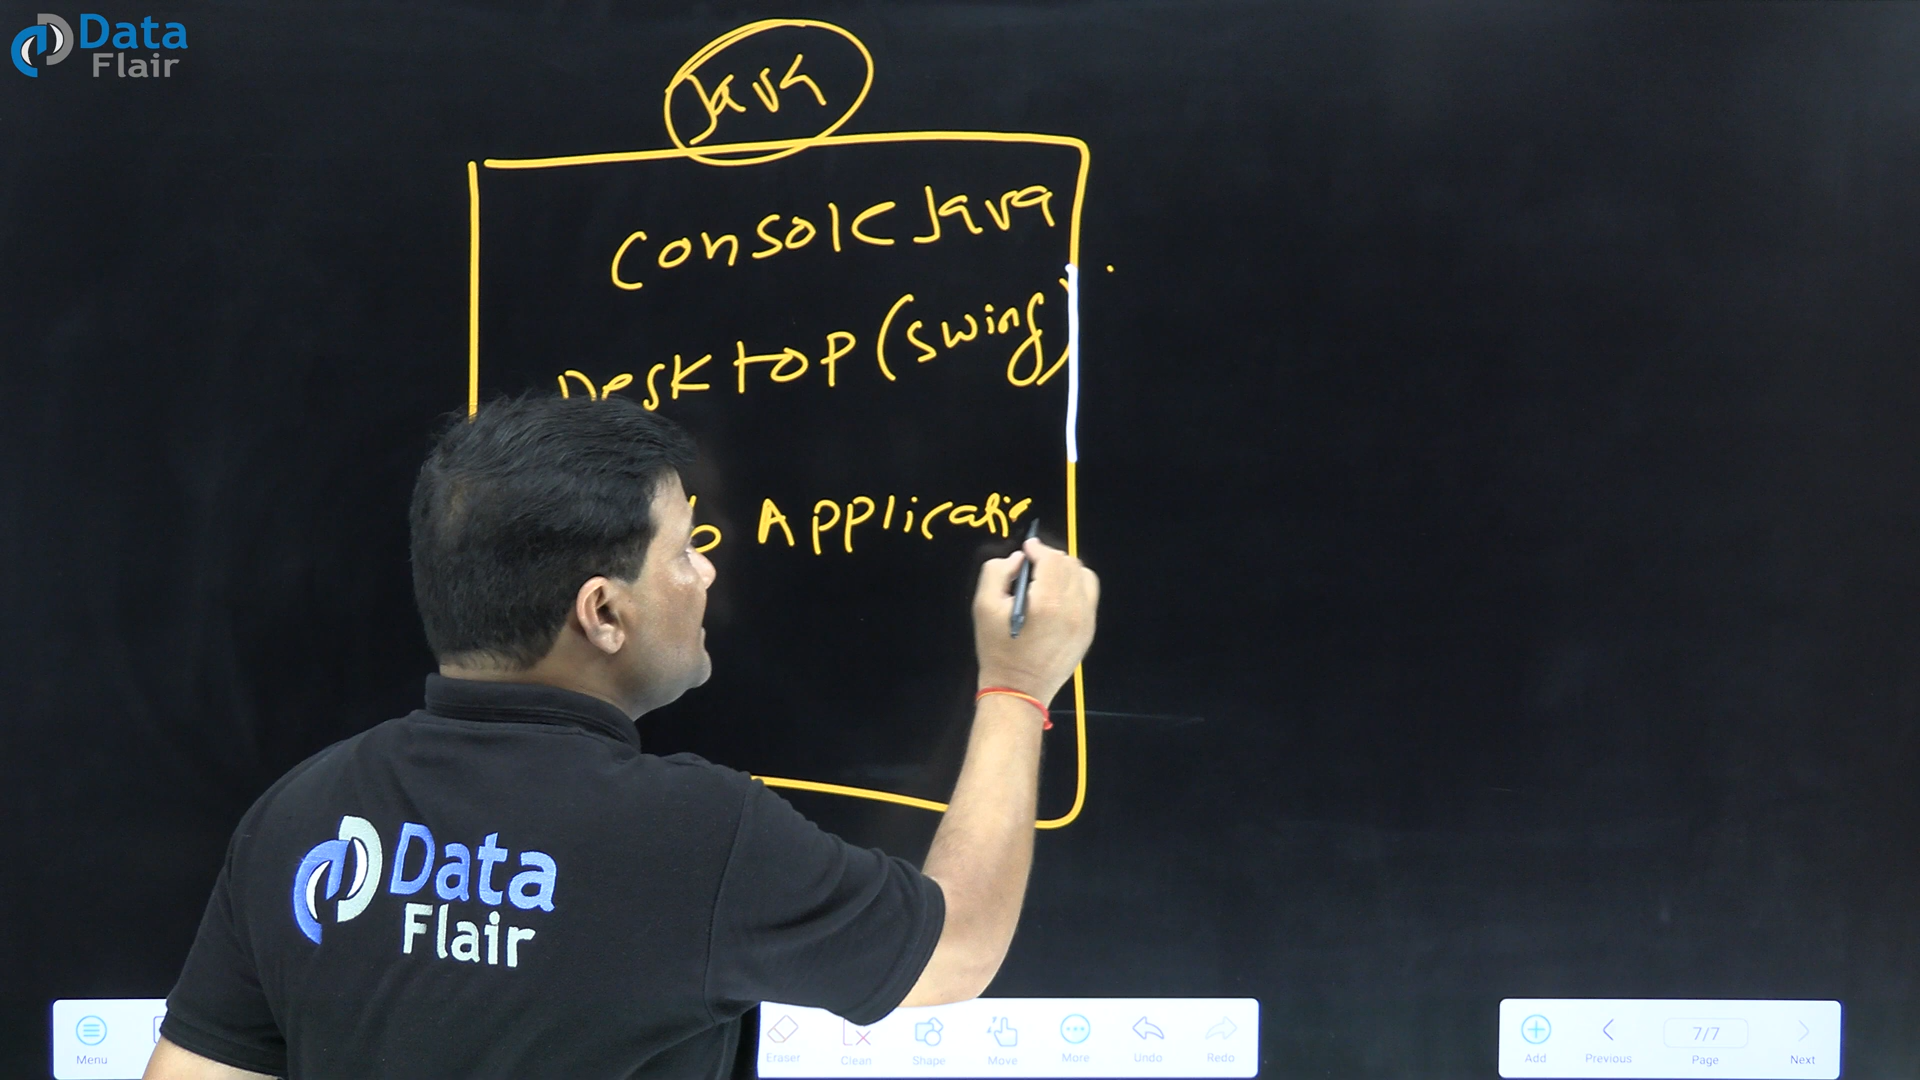 Data
Flair
Java
Console Java
Desktop (swing)
Application
Data
Flair
Menu
Eraser
Clean
Shape
Move
More
Undo
Redo
Add
Previous
7/7
Page
Next